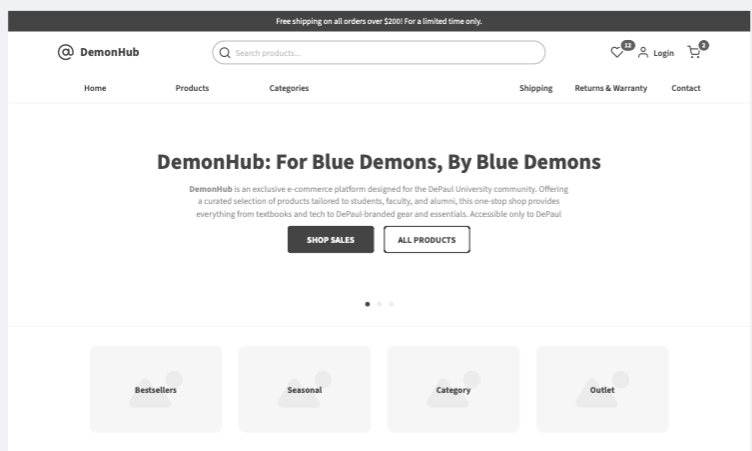 Free shipping on all orders over $200! For a limited time only.
DemonHub
Search products...
12
Login
2
Home
Products
Categories
Shipping
Returns & Warranty
Contact
DemonHub: For Blue Demons, By Blue Demons
DemonHub is an exclusive e-commerce platform designed for the DePaul University community. Offering
a curated selection of products tailored to students, faculty, and alumni, this one-stop shop provides
everything from textbooks and tech to DePaul-branded gear and essentials. Accessible only to DePaul
SHOP SALES
ALL PRODUCTS
Bestsellers
Seasonal
Category
Outlet